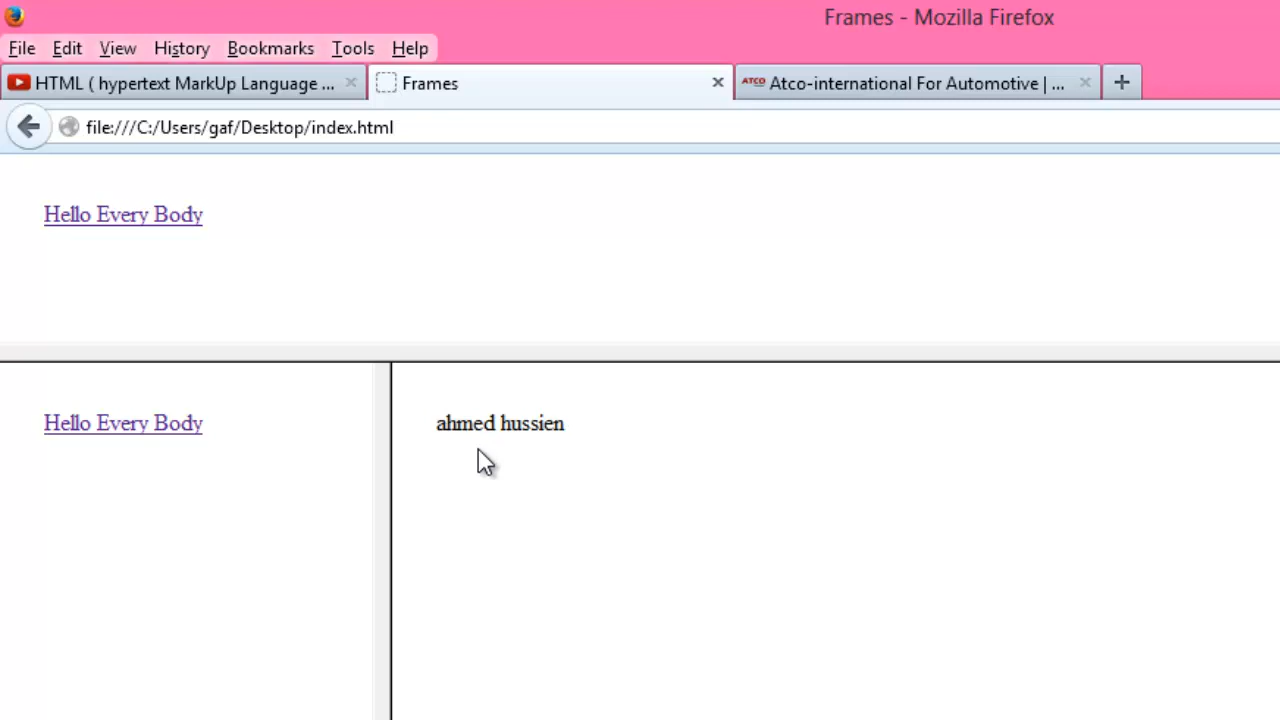 Frames - Mozilla Firefox
File Edit View History Bookmarks Tools Help
HTML ( hypertext MarkUp Language ... Frames ATCO Atco-international For Automotive | ...
file:///C:/Users/gaf/Desktop/index.html
Hello Every Body
Hello Every Body ahmed hussien